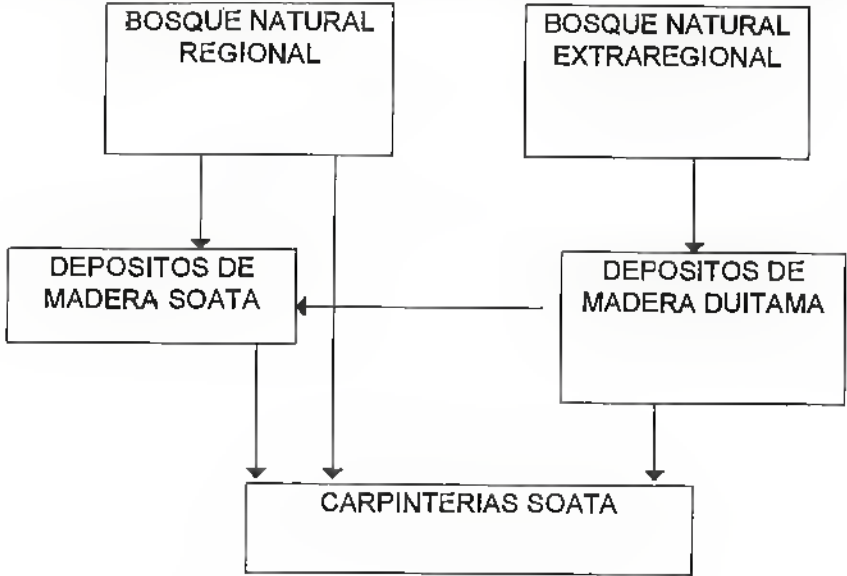 BOSQUE NATURAL
REGIONAL
BOSQUE NATURAL
EXTRAREGIONAL
DEPOSITOS DE
MADERA SOATA
DEPOSITOS DE
MADERA DUITAMA
CARPINTERIAS SOATA